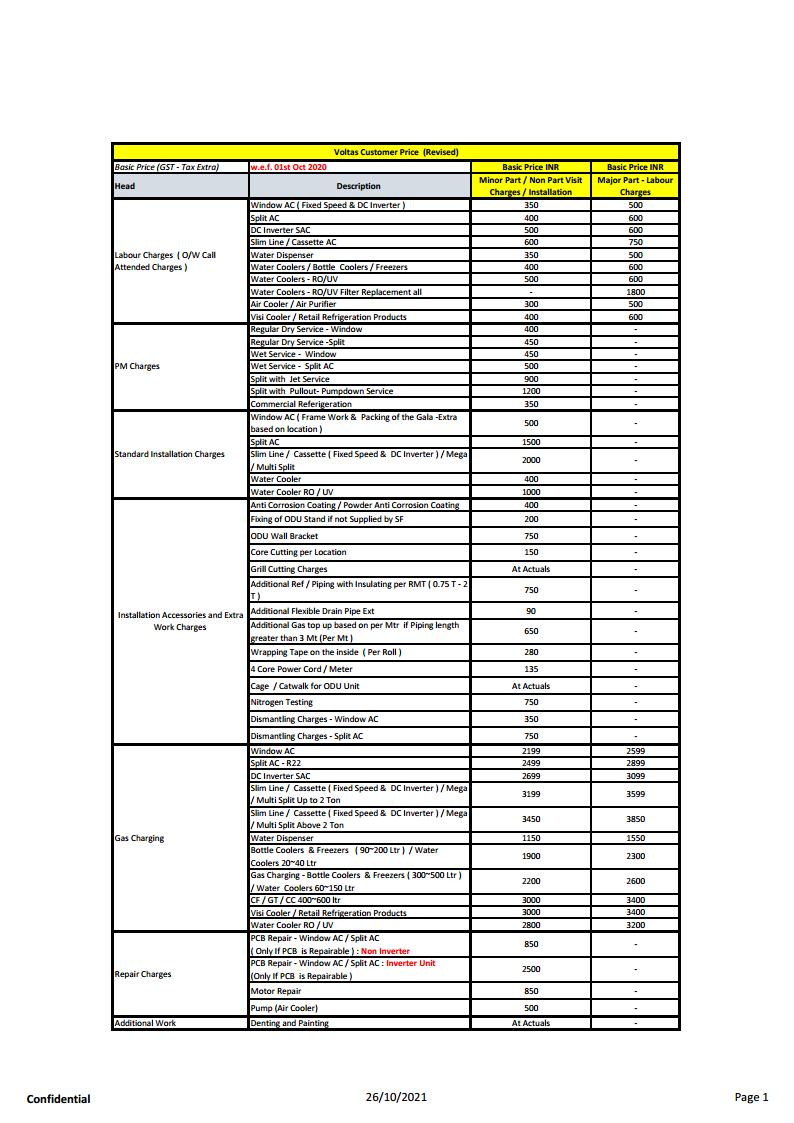 Voltas Customer Price (Revised)
Basic Price (GST - Tax Extra) w.e.f. 01st Oct 2020 Basic Price INR Basic Price INR
Head Description Minor Part / Non Part Visit Charges / Installation Major Part - Labour Charges
Labour Charges ( O/W Call Attended Charges )
Window AC ( Fixed Speed & DC Inverter ) 350 500
Split AC 400 600
DC Inverter SAC 500 600
Slim Line / Cassette AC 600 750
Water Dispenser 350 500
Water Coolers / Bottle Coolers / Freezers 400 600
Water Coolers - RO/UV 500 600
Water Coolers - RO/UV Filter Replacement all - 1800
Air Cooler / Air Purifier 300 500
Visi Cooler / Retail Refrigeration Products 400 600
PM Charges
Regular Dry Service - Window 400 -
Regular Dry Service -Split 450 -
Wet Service - Window 450 -
Wet Service - Split AC 500 -
Split with Jet Service 900 -
Split with Pullout- Pumpdown Service 1200 -
Commercial Referigeration 350 -
Standard Installation Charges
Window AC ( Frame Work & Packing of the Gala -Extra
based on location ) 500 -
Split AC 1500 -
Slim Line / Cassette ( Fixed Speed & DC Inverter ) / Mega
/ Multi Split 2000 -
Water Cooler 400 -
Water Cooler RO / UV 1000 -
Installation Accessories and Extra
Work Charges
Anti Corrosion Coating / Powder Anti Corrosion Coating 400 -
Fixing of ODU Stand if not Supplied by SF 200 -
ODU Wall Bracket 750 -
Core Cutting per Location 150 -
Grill Cutting Charges At Actuals -
Additional Ref / Piping with Insulating per RMT ( 0.75 T - 2
T ) 750 -
Additional Flexible Drain Pipe Ext 90 -
Additional Gas top up based on per Mtr if Piping length
greater than 3 Mt (Per Mt ) 650 -
Wrapping Tape on the inside ( Per Roll ) 280 -
4 Core Power Cord / Meter 135 -
Cage / Catwalk for ODU Unit At Actuals -
Nitrogen Testing 750 -
Dismantling Charges - Window AC 350 -
Dismantling Charges - Split AC 750 -
Gas Charging
Window AC 2199 2599
Split AC - R22 2499 2899
DC Inverter SAC 2699 3099
Slim Line / Cassette ( Fixed Speed & DC Inverter ) / Mega
/ Multi Split Up to 2 Ton 3199 3599
Slim Line / Cassette ( Fixed Speed & DC Inverter ) / Mega
/ Multi Split Above 2 Ton 3450 3850
Water Dispenser 1150 1550
Bottle Coolers & Freezers ( 90~200 Ltr ) / Water
Coolers 20~40 Ltr 1900 2300
Gas Charging - Bottle Coolers & Freezers ( 300~500 Ltr )
/ Water Coolers 60~150 Ltr 2200 2600
CF / GT / CC 400~600 ltr 3000 3400
Visi Cooler / Retail Refrigeration Products 3000 3400
Water Cooler RO / UV 2800 3200
Repair Charges
PCB Repair - Window AC / Split AC
( Only If PCB is Repairable ) : Non Inverter 850 -
PCB Repair - Window AC / Split AC : Inverter Unit
(Only If PCB is Repairable ) 2500 -
Motor Repair 850 -
Pump (Air Cooler) 500 -
Additional Work Denting and Painting At Actuals -
Confidential 26/10/2021 Page 1